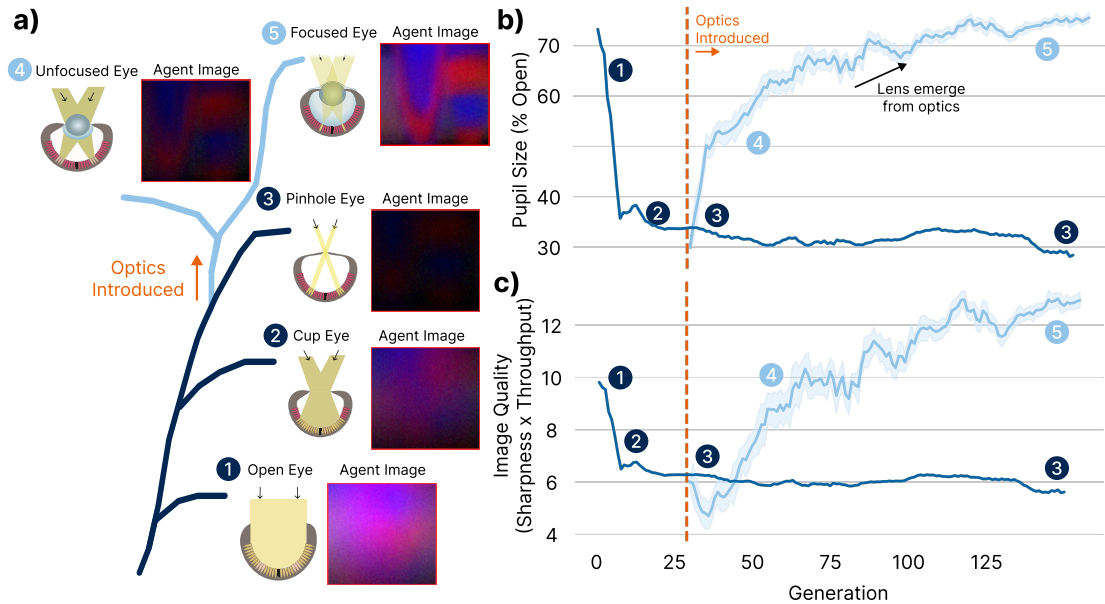 a)
5 Focused Eye
Agent Image
4 Unfocused Eye
Agent Image
3 Pinhole Eye
Agent Image
Optics
Introduced
2 Cup Eye
Agent Image
1 Open Eye
Agent Image
b)
Pupil Size (% Open)
70
60
40
30
Optics
Introduced
1
2
3
4
5
3
Lens emerge
from optics
c)
Image Quality
(Sharpness x Throughput)
12
10
8
6
4
1
2
3
4
5
3
0
25
50
75
100
125
Generation